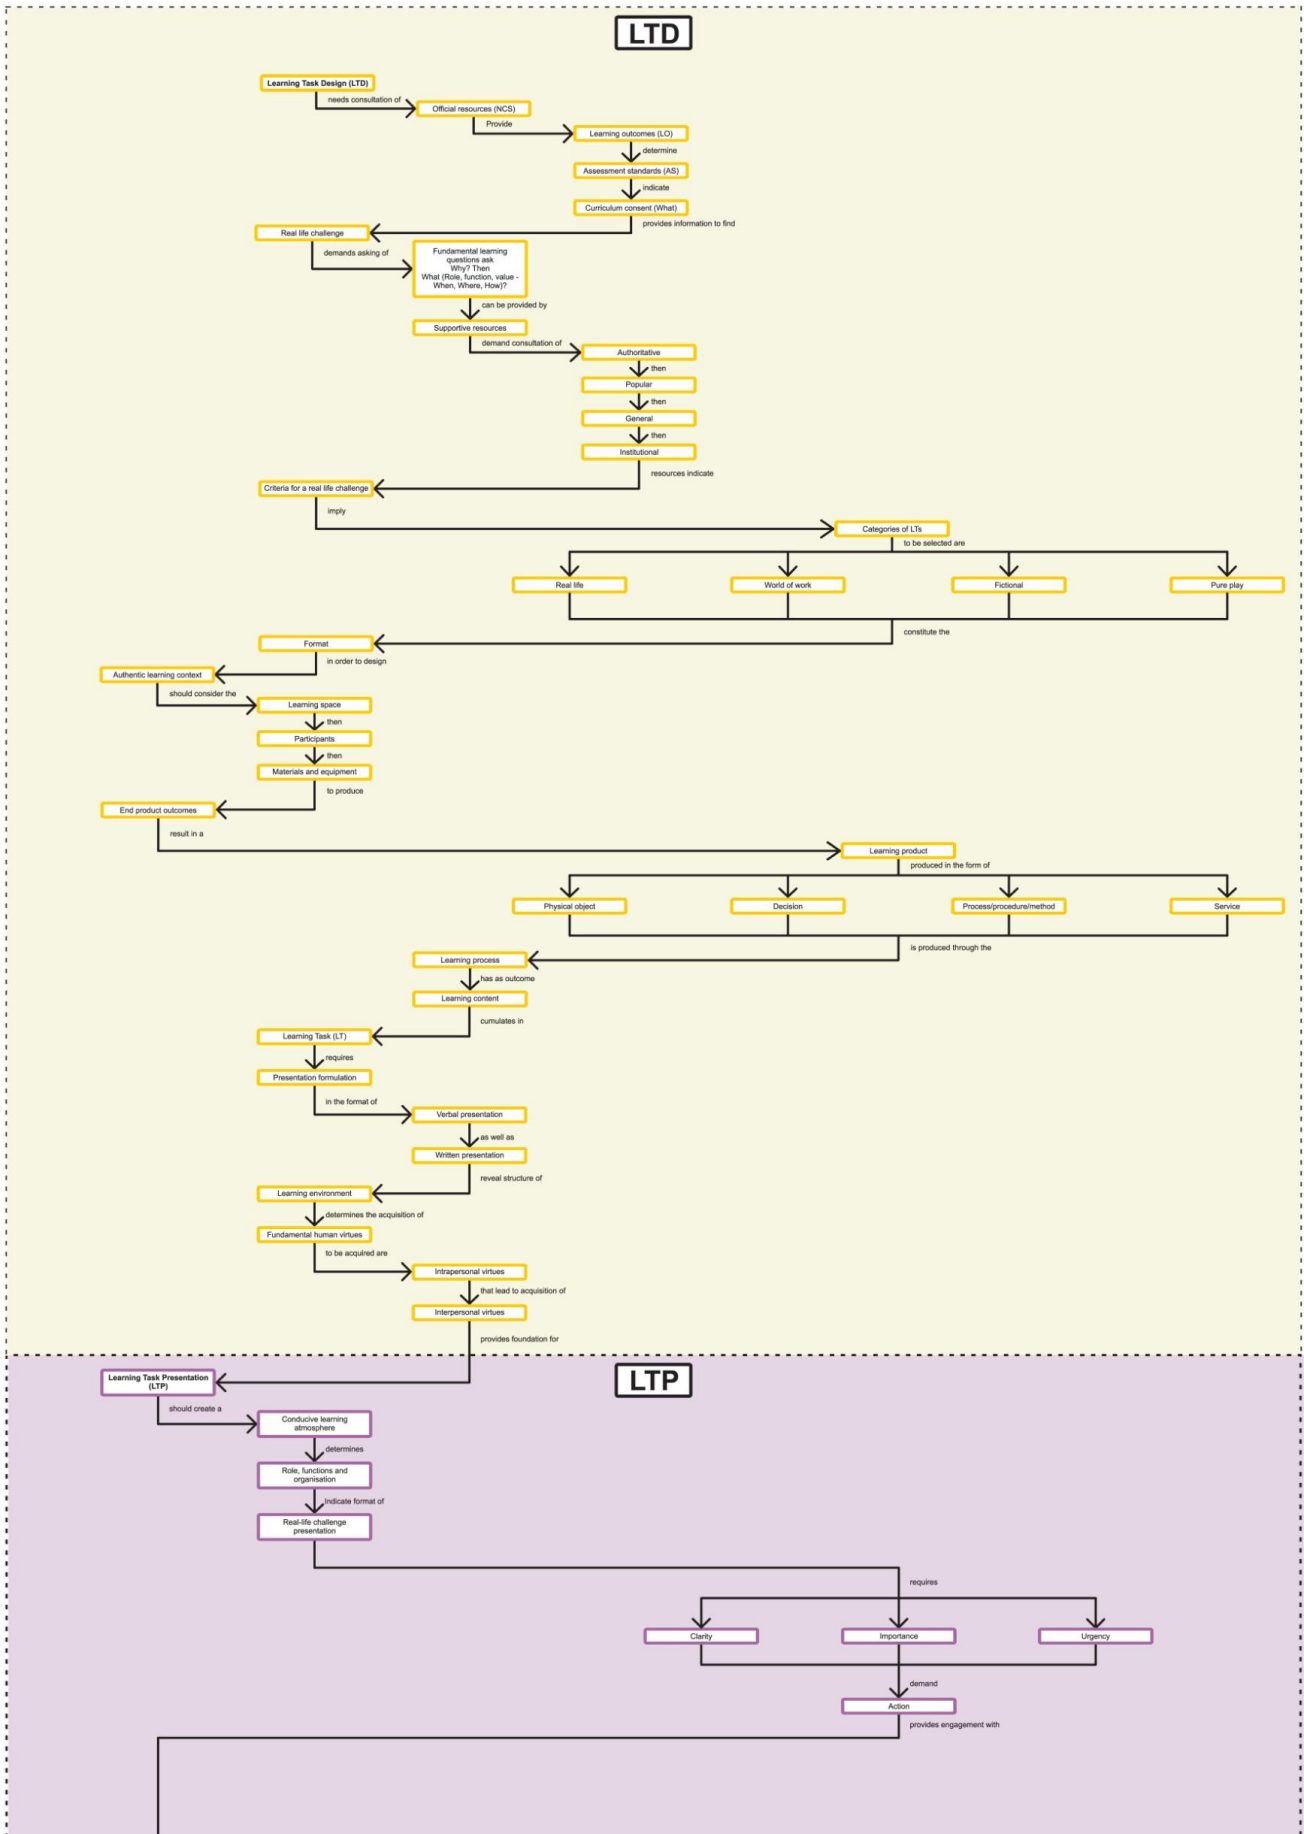 LTD
Learning Task Design (LTD)
needs consultation of
Official resources (NCS)
Provide
Learning outcomes (LO)
determine
Assessment standards (AS)
indicate
Curriculum consent (What)
provides information to find
Real life challenge
demands asking of
Fundamental learning
questions ask
Why? Then
What (Role, function, value -
When, Where, How)?
can be provided by
Supportive resources
demand consultation of
Authoritative
then
Popular
then
General
then
Institutional
resources indicate
Criteria for a real life challenge
imply
Categories of LTs
to be selected are
Real life
World of work
Fictional
Pure play
constitute the
Format
in order to design
Authentic learning context
should consider the
Learning space
then
Participants
then
Materials and equipment
to produce
End product outcomes
result in a
Learning product
produced in the form of
Physical object
Decision
Process/procedure/method
Service
is produced through the
Learning process
has as outcome
Learning content
cumulates in
Learning Task (LT)
requires
Presentation formulation
in the format of
Verbal presentation
as well as
Written presentation
reveal structure of
Learning environment
determines the acquisition of
Fundamental human virtues
to be acquired are
Intrapersonal virtues
that lead to acquisition of
Interpersonal virtues
provides foundation for
LTP
Learning Task Presentation
(LTP)
should create a
Conducive learning
atmosphere
determines
Role, functions and
organisation
Indicate format of
Real-life challenge
presentation
requires
Clarity
Importance
Urgency
demand
Action
provides engagement with